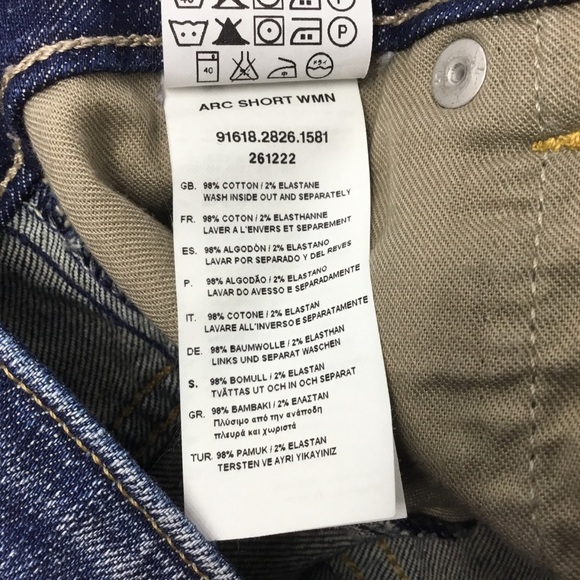 P
40
ARC SHORT WMN
91618.2826.1581
261222
GB. 98% COTTON / 2% ELASTANE
WASH INSIDE OUT AND SEPARATELY
FR. 98% COTON / 2% ELASTHANNE
LAVER A L'ENVERS ET SEPAREMENT
ES. 98% ALGODÒN / 2% ELASTANO
LAVAR POR SEPARADO Y DEL REVES
P. 98% ALGODÃO / 2% ELASTANO
LAVAR DO AVESSO E SEPARADAMENTE
IT. 98% COTONE / 2% ELASTAN
LAVARE ALL'INVERSO E SEPARATAMENTE
DE. 98% BAUMWOLLE / 2% ELASTHAN
LINKS UND SEPARAT WASCHEN
S. 98% BOMULL / 2% ELASTAN
TVÄTTAS UT OCH IN OCH SEPARAT
GR. 98% ΒΑΜΒΑΚΙ / 2% ΕΛΑΣΤΑΝ
Πλύσιμο από την ανάποδη
πλευρά και χωριστά
TUR. 98% PAMUK / 2% ELASTAN
TERSTEN VE AYRI YIKAYINIZ